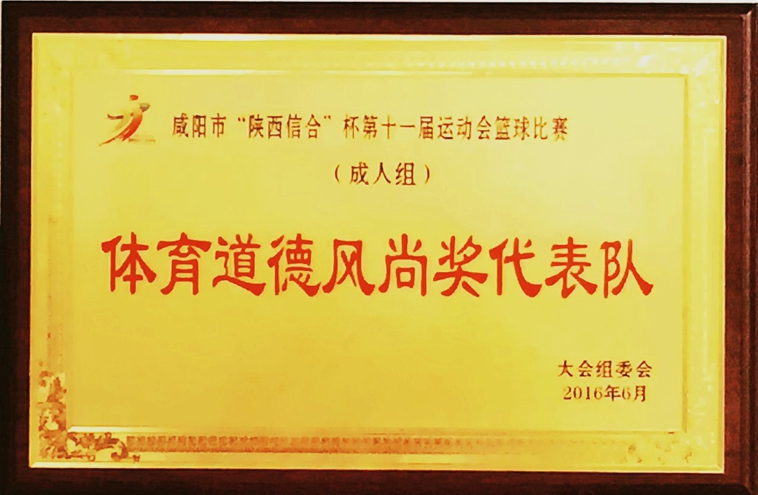 咸阳市“陕西信合”杯第十一届运动会篮球比赛
（成人组）
体育道德风尚奖代表队
大会组委会
2016年6月